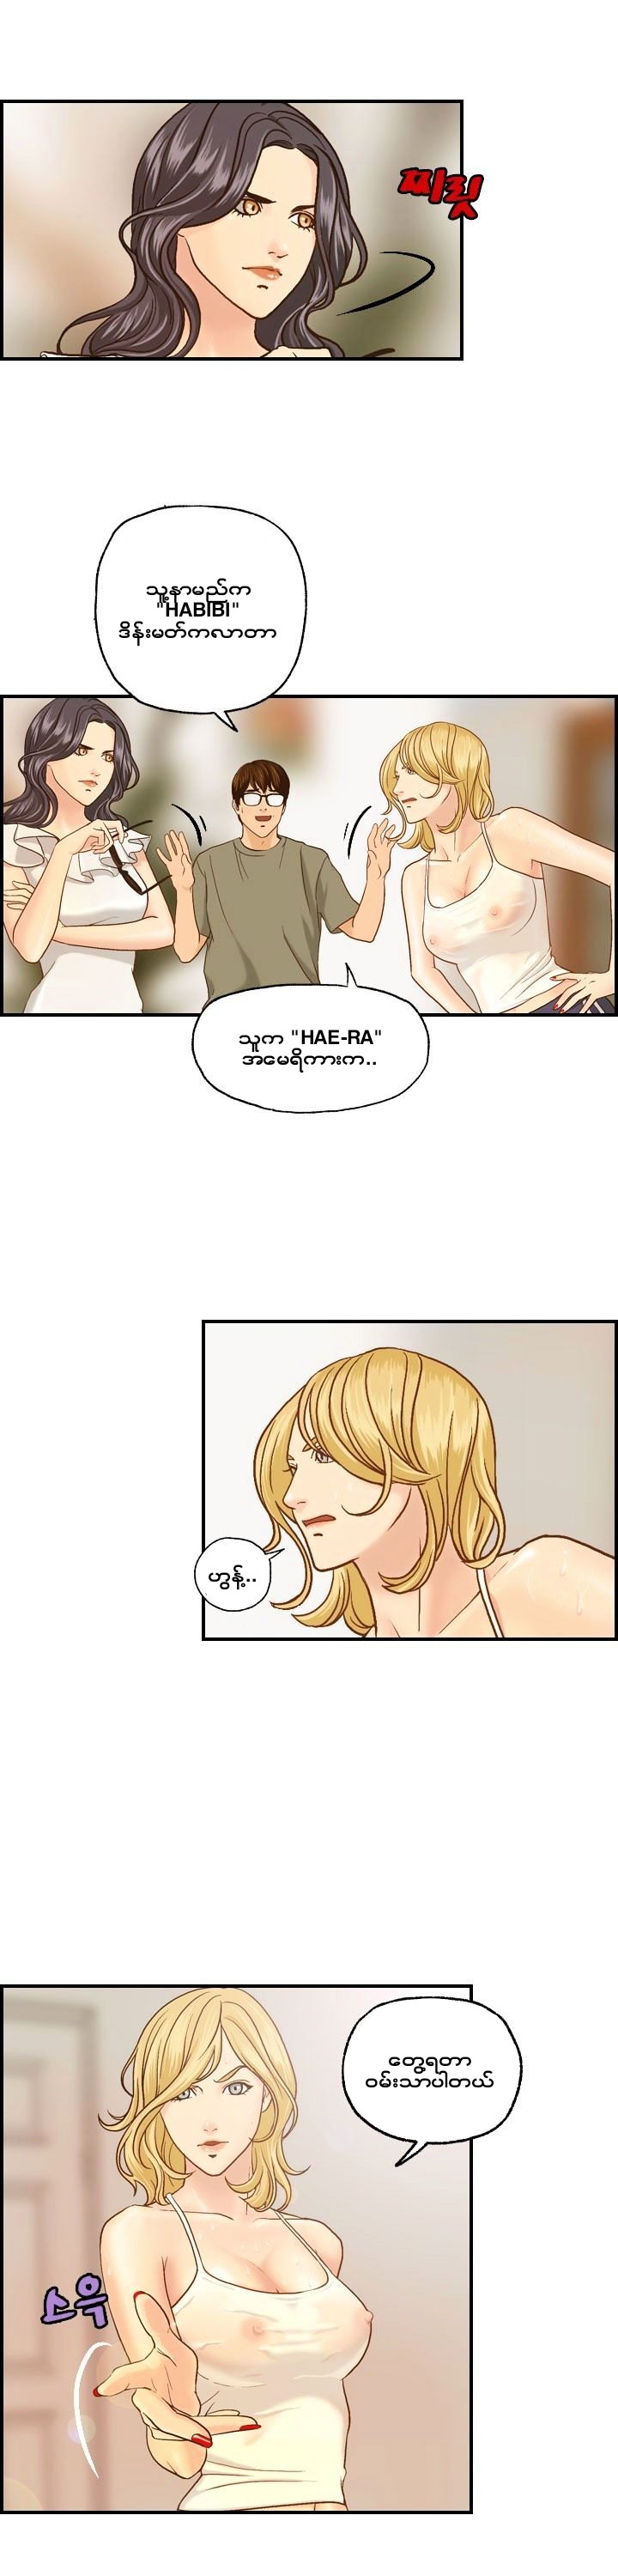 찌릿
သူ့နာမည်က
"HABIBI"
ဒိန်းမတ်ကလာတာ
သူက "HAE-RA"
အမေရိကားက..
ဟွန့်..
တွေ့ရတာ
ဝမ်းသာပါတယ်
스윽